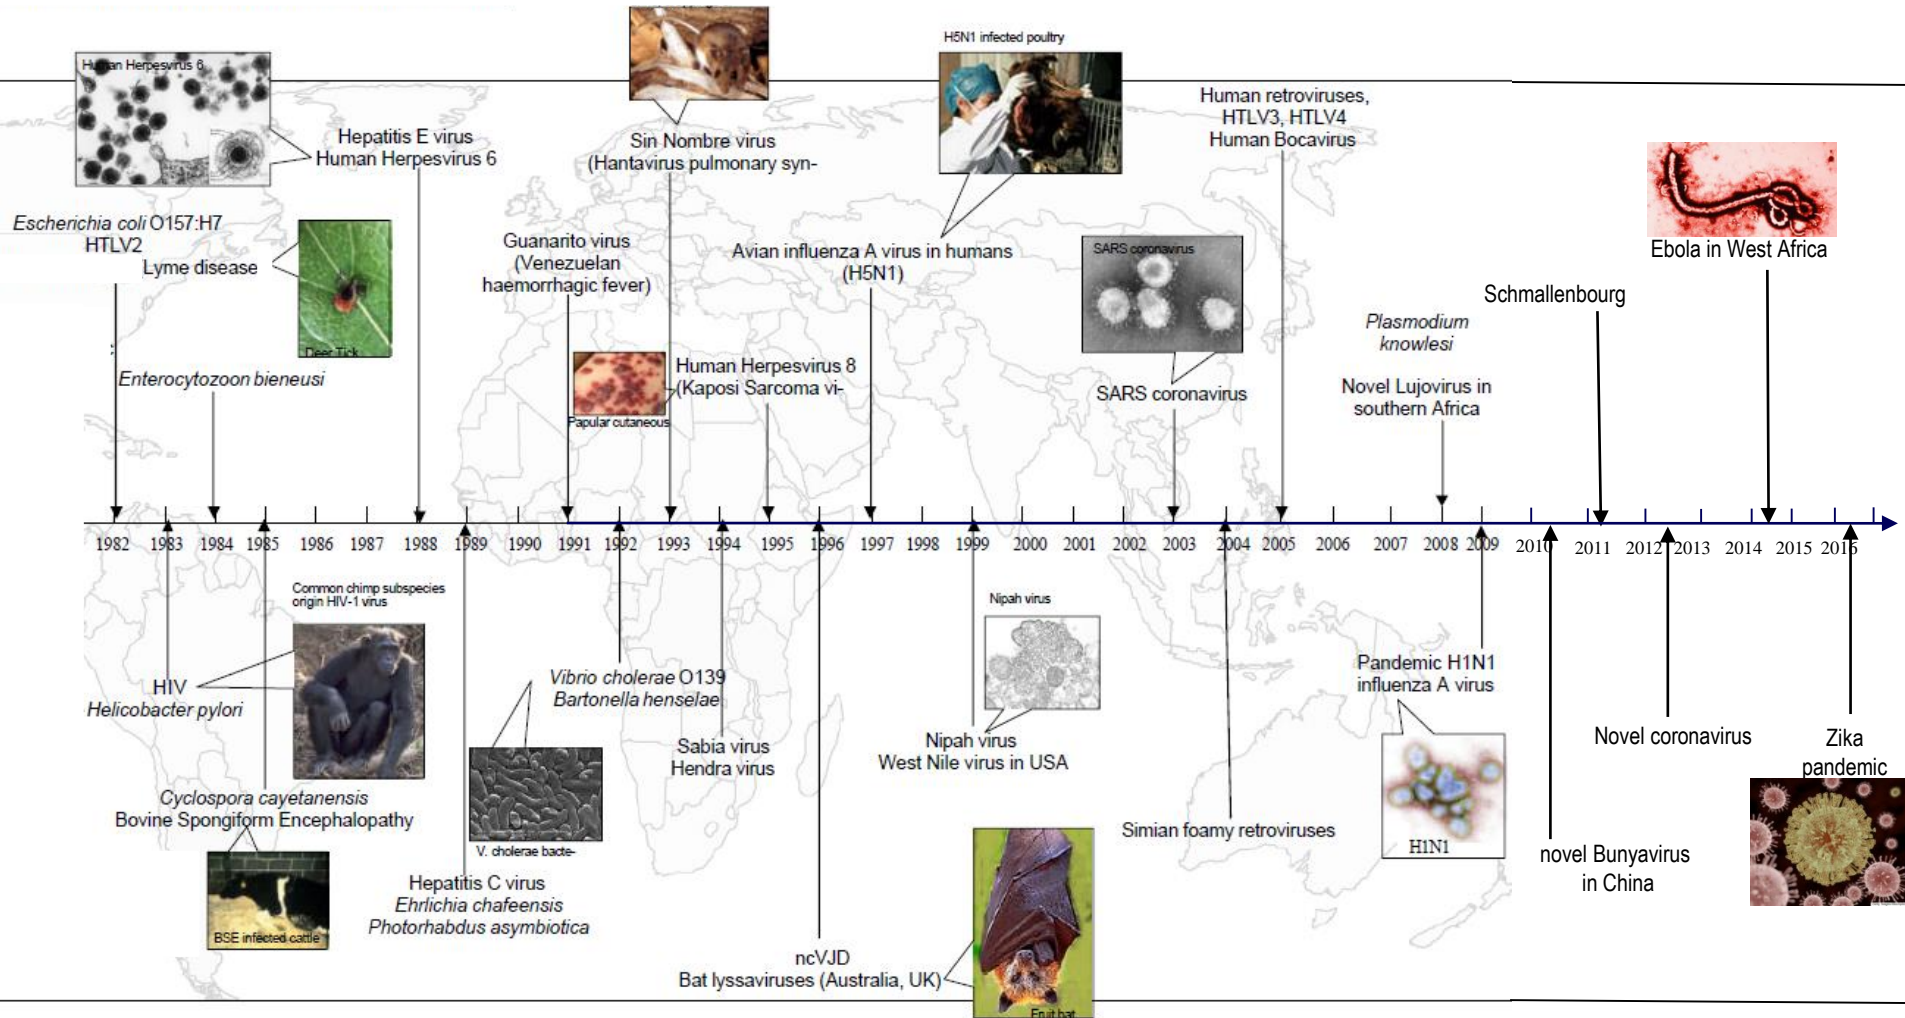 H5N1 infected poultry
Human Herpesvirus 6
Human retroviruses,
HTLV3, HTLV4
Human Bocavirus
Hepatitis E virus
Human Herpesvirus 6
Sin Nombre virus
(Hantavirus pulmonary syn-
Escherichia coli O157:H7
HTLV2
Lyme disease
Deer Tick
Guanarito virus
(Venezuelan
haemorrhagic fever)
Avian influenza A virus in humans
(H5N1)
SARS coronavirus
SARS coronavirus
Ebola in West Africa
Schmallenbourg
Plasmodium
knowlesi
Novel Lujovirus in
southern Africa
Enterocytozoon bieneusi
Human Herpesvirus 8
(Kaposi Sarcoma vi-
Papular cutaneous
1982 1983 1984 1985 1986 1987 1988 1989 1990 1991 1992 1993 1994 1995 1996 1997 1998 1999 2000 2001 2002 2003 2004 2005 2006 2007 2008 2009 2010 2011 2012 2013 2014 2015 2016
Common chimp subspecies
origin HIV-1 virus
HIV
Helicobacter pylori
Vibrio cholerae O139
Bartonella henselae
Nipah virus
Pandemic H1N1
influenza A virus
Sabia virus
Hendra virus
Nipah virus
West Nile virus in USA
Novel coronavirus
Zika
pandemic
Cyclospora cayetanensis
Bovine Spongiform Encephalopathy
BSE infected cattle
V. cholerae bacte-
Simian foamy retroviruses
H1N1
novel Bunyavirus
in China
Hepatitis C virus
Ehrlichia chafeensis
Photorhabdus asymbiotica
ncVJD
Bat lyssaviruses (Australia, UK)
Fruit bat